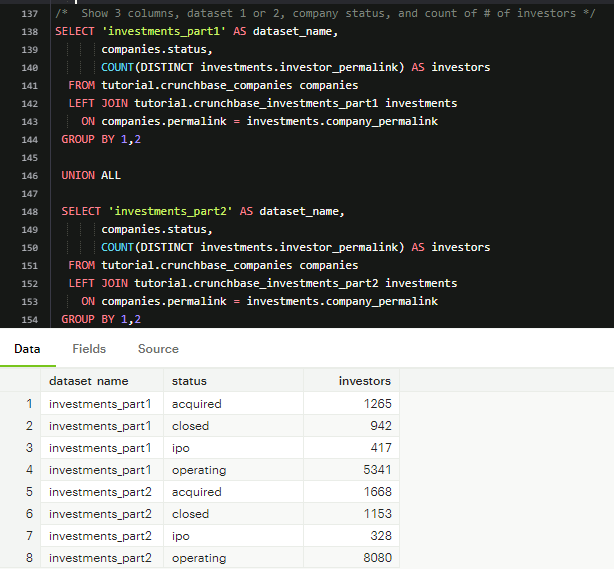 137 /*  Show 3 columns, dataset 1 or 2, company status, and count of # of investors */
138 SELECT 'investments_part1' AS dataset_name,
139        companies.status,
140        COUNT(DISTINCT investments.investor_permalink) AS investors
141   FROM tutorial.crunchbase_companies companies
142   LEFT JOIN tutorial.crunchbase_investments_part1 investments
143     ON companies.permalink = investments.company_permalink
144  GROUP BY 1,2
145
146  UNION ALL
147
148  SELECT 'investments_part2' AS dataset_name,
149        companies.status,
150        COUNT(DISTINCT investments.investor_permalink) AS investors
151   FROM tutorial.crunchbase_companies companies
152   LEFT JOIN tutorial.crunchbase_investments_part2 investments
153     ON companies.permalink = investments.company_permalink
154  GROUP BY 1,2
Data Fields Source
dataset_name status investors
1 investments_part1 acquired 1265
2 investments_part1 closed 942
3 investments_part1 ipo 417
4 investments_part1 operating 5341
5 investments_part2 acquired 1668
6 investments_part2 closed 1153
7 investments_part2 ipo 328
8 investments_part2 operating 8080